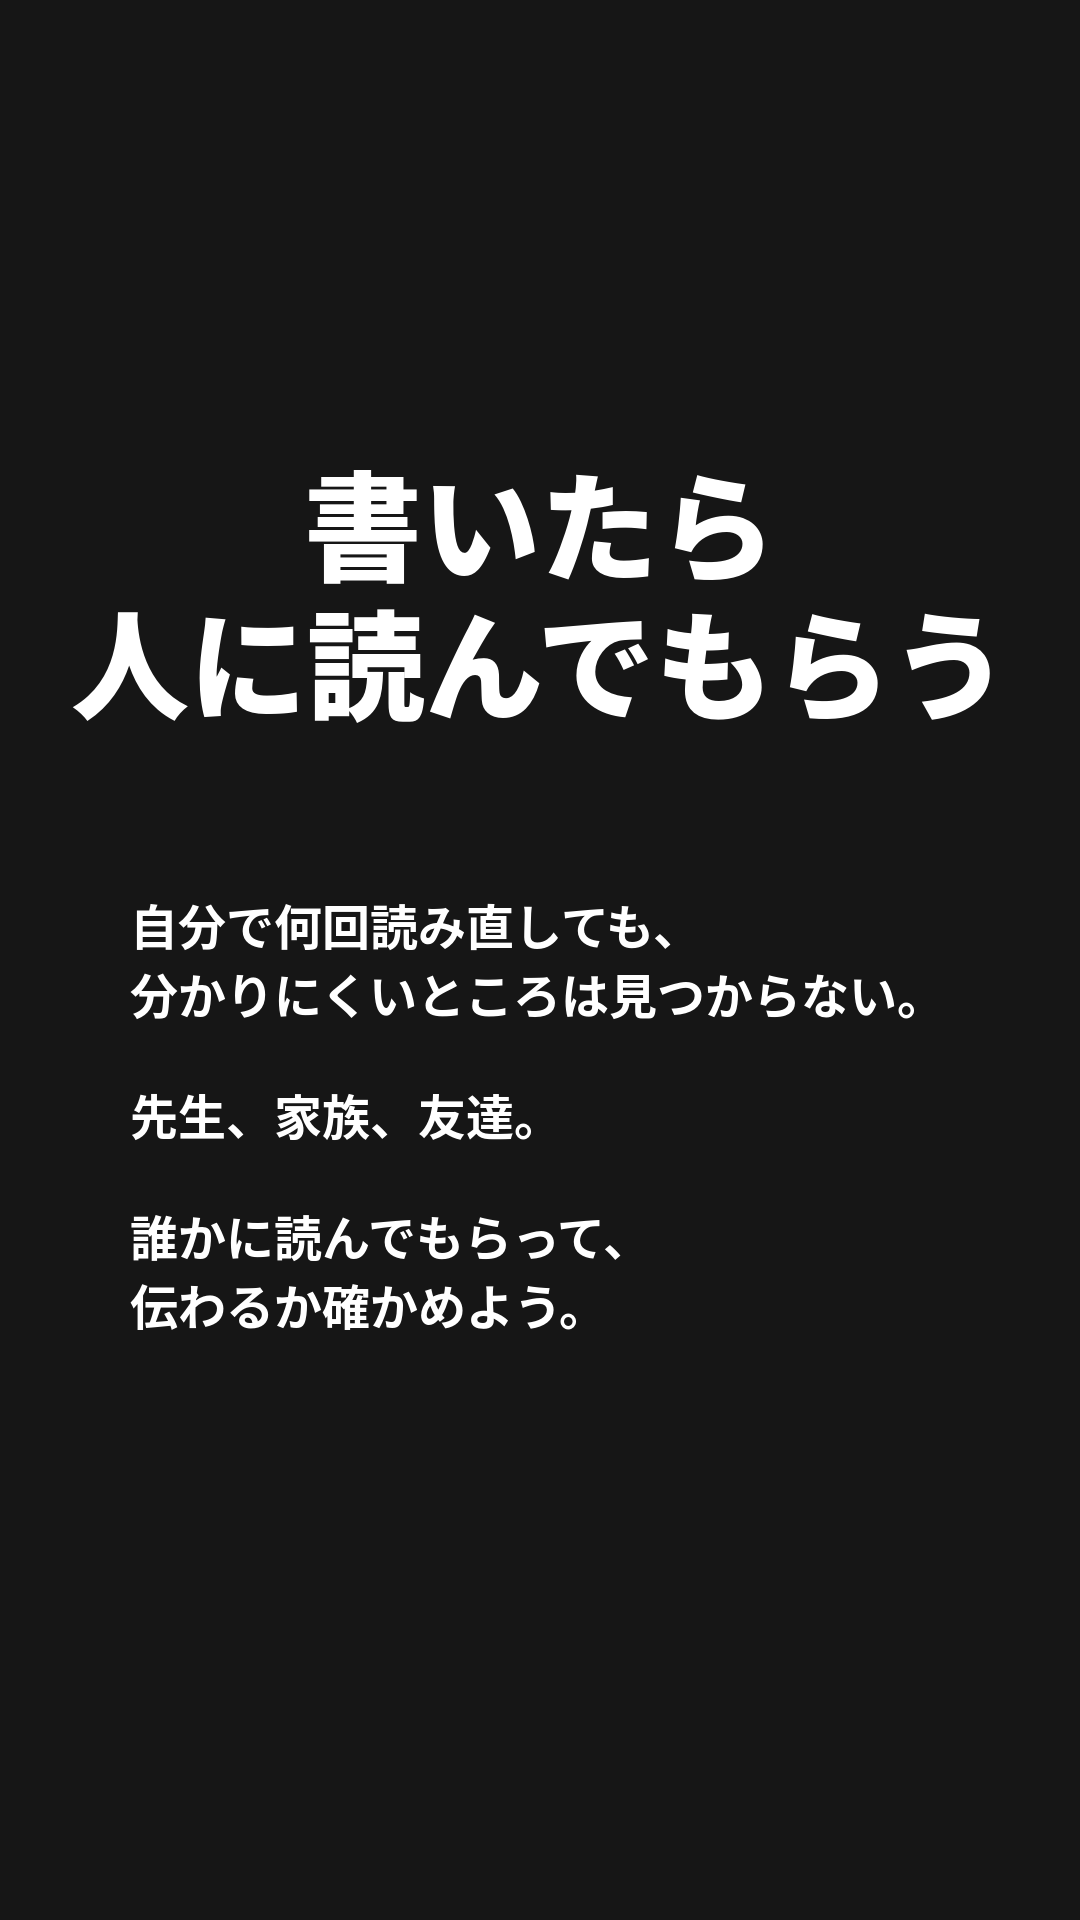 書いたら
人に読んでもらう
自分で何回読み直しても、
分かりにくいところは見つからない。
先生、家族、友達。
誰かに読んでもらって、
伝わるか確かめよう。